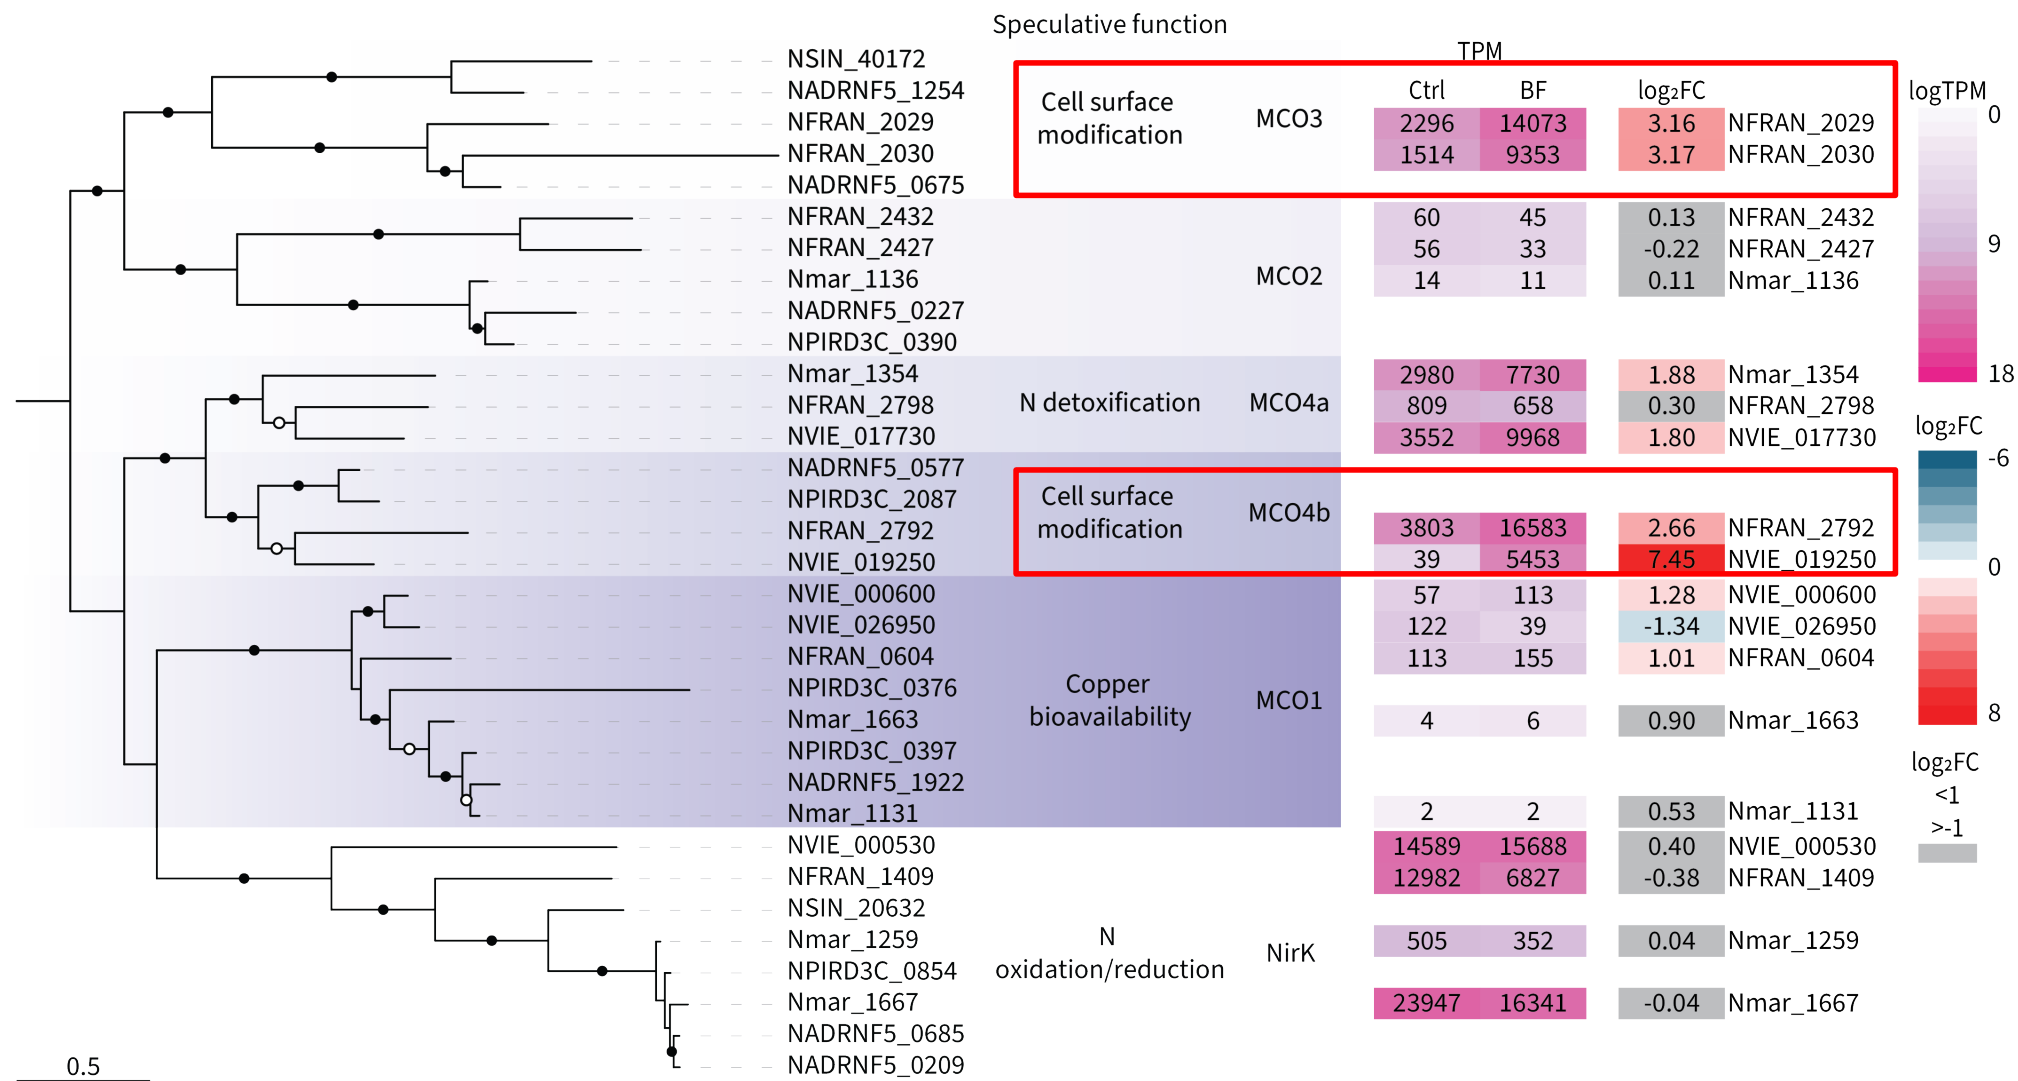 Speculative function
TPM
Ctrl BF log₂FC
logTPM
NSIN_40172
NADRNF5_1254
NFRAN_2029
NFRAN_2030
NADRNF5_0675
Cell surface
modification
MCO3
2296 14073 3.16 NFRAN_2029
1514 9353 3.17 NFRAN_2030
NFRAN_2432
NFRAN_2427
Nmar_1136
NADRNF5_0227
NPIRD3C_0390
MCO2
60 45 0.13 NFRAN_2432
56 33 -0.22 NFRAN_2427
14 11 0.11 Nmar_1136
Nmar_1354
NFRAN_2798
NVIE_017730
N detoxification
MCO4a
2980 7730 1.88 Nmar_1354
809 658 0.30 NFRAN_2798
3552 9968 1.80 NVIE_017730
NADRNF5_0577
NPIRD3C_2087
NFRAN_2792
NVIE_019250
Cell surface
modification
MCO4b
3803 16583 2.66 NFRAN_2792
39 5453 7.45 NVIE_019250
NVIE_000600
NVIE_026950
NFRAN_0604
NPIRD3C_0376
Nmar_1663
NPIRD3C_0397
NADRNF5_1922
Nmar_1131
Copper
bioavailability
MCO1
57 113 1.28 NVIE_000600
122 39 -1.34 NVIE_026950
113 155 1.01 NFRAN_0604
4 6 0.90 Nmar_1663
2 2 0.53 Nmar_1131
NVIE_000530
NFRAN_1409
NSIN_20632
Nmar_1259
NPIRD3C_0854
Nmar_1667
NADRNF5_0685
NADRNF5_0209
N
oxidation/reduction
NirK
14589 15688 0.40 NVIE_000530
12982 6827 -0.38 NFRAN_1409
505 352 0.04 Nmar_1259
23947 16341 -0.04 Nmar_1667
0
9
18
log₂FC
-6
0
8
log₂FC
<1
>-1
0.5